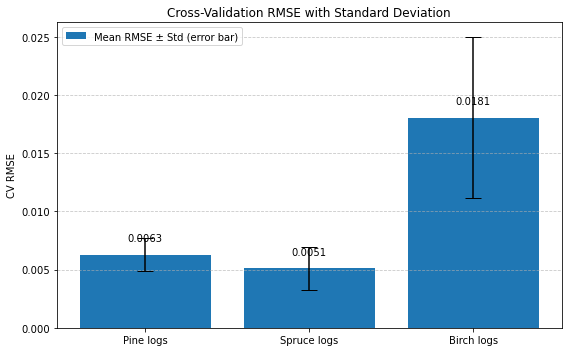 Cross-Validation RMSE with Standard Deviation
Mean RMSE ± Std (error bar)
0.025
0.020
0.015
0.010
0.005
0.000
CV RMSE
0.0063
0.0051
0.0181
Pine logs
Spruce logs
Birch logs